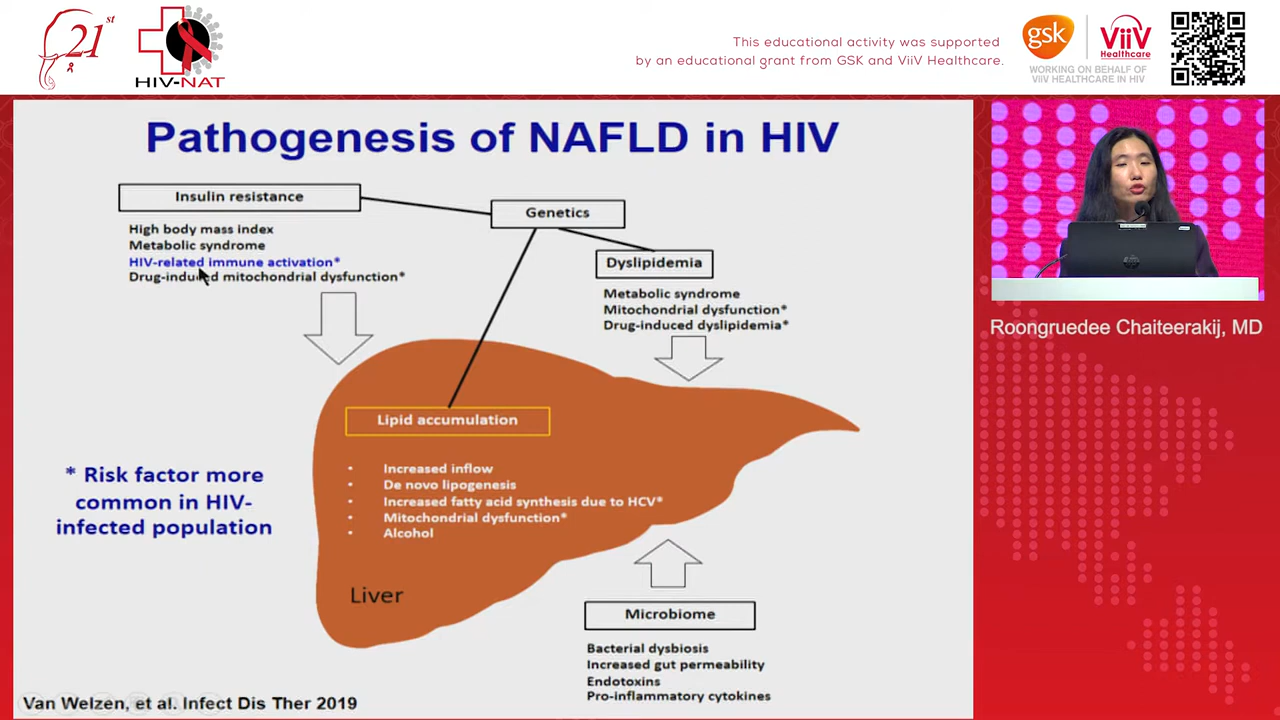 21st
HIV-NAT
This educational activity was supported
by an educational grant from GSK and ViiV Healthcare.
gsk
ViiV
Healthcare
WORKING ON BEHALF OF
VIIV HEALTHCARE IN HIV
Pathogenesis of NAFLD in HIV
Insulin resistance
High body mass index
Metabolic syndrome
HIV-related immune activation*
Drug-induced mitochondrial dysfunction*
Genetics
Dyslipidemia
Metabolic syndrome
Mitochondrial dysfunction*
Drug-induced dyslipidemia*
Lipid accumulation
• Increased inflow
• De novo lipogenesis
• Increased fatty acid synthesis due to HCV*
• Mitochondrial dysfunction*
• Alcohol
Liver
* Risk factor more
common in HIV-
infected population
Microbiome
Bacterial dysbiosis
Increased gut permeability
Endotoxins
Pro-inflammatory cytokines
Van Welzen, et al. Infect Dis Ther 2019
Roongruedee Chaiteerakij, MD